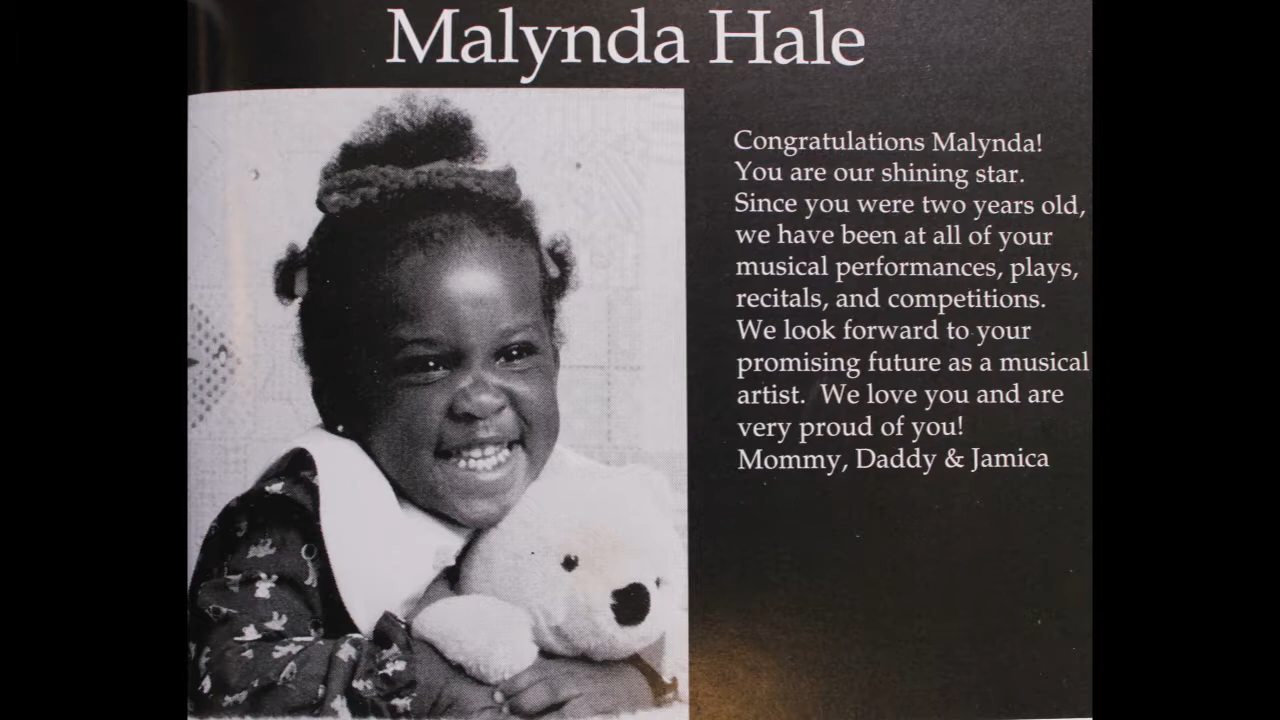 Malynda Hale
Congratulations Malynda!
You are our shining star.
Since you were two years old,
we have been at all of your
musical performances, plays,
recitals, and competitions.
We look forward to your
promising future as a musical
artist.  We love you and are
very proud of you!
Mommy, Daddy & Jamica